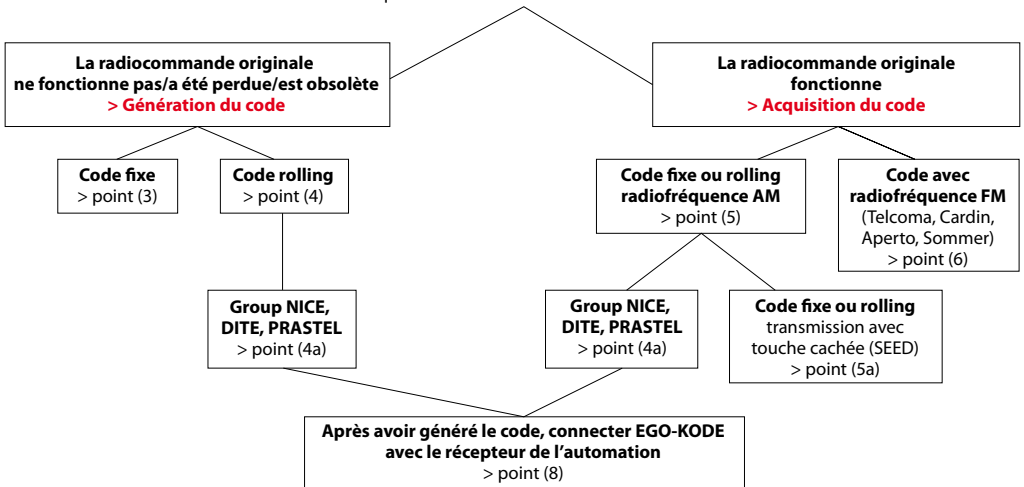 La radiocommande originale
ne fonctionne pas/a été perdue/est obsolète
> Génération du code
La radiocommande originale
fonctionne
> Acquisition du code
Code fixe
> point (3)
Code rolling
> point (4)
Code fixe ou rolling
radiofréquence AM
> point (5)
Code avec
radiofréquence FM
(Telcoma, Cardin,
Aperto, Sommer)
> point (6)
Group NICE,
DITE, PRASTEL
> point (4a)
Group NICE,
DITE, PRASTEL
> point (4a)
Code fixe ou rolling
transmission avec
touche cachée (SEED)
> point (5a)
Après avoir généré le code, connecter EGO-KODE
avec le récepteur de l'automation
> point (8)